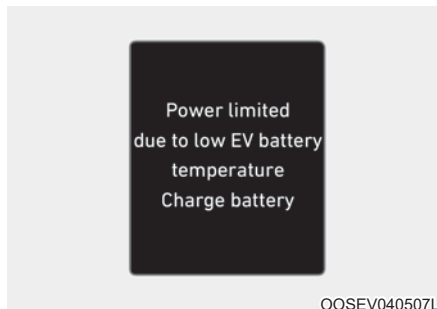 Power limited
due to low EV battery
temperature
Charge battery
OOSEV040507L